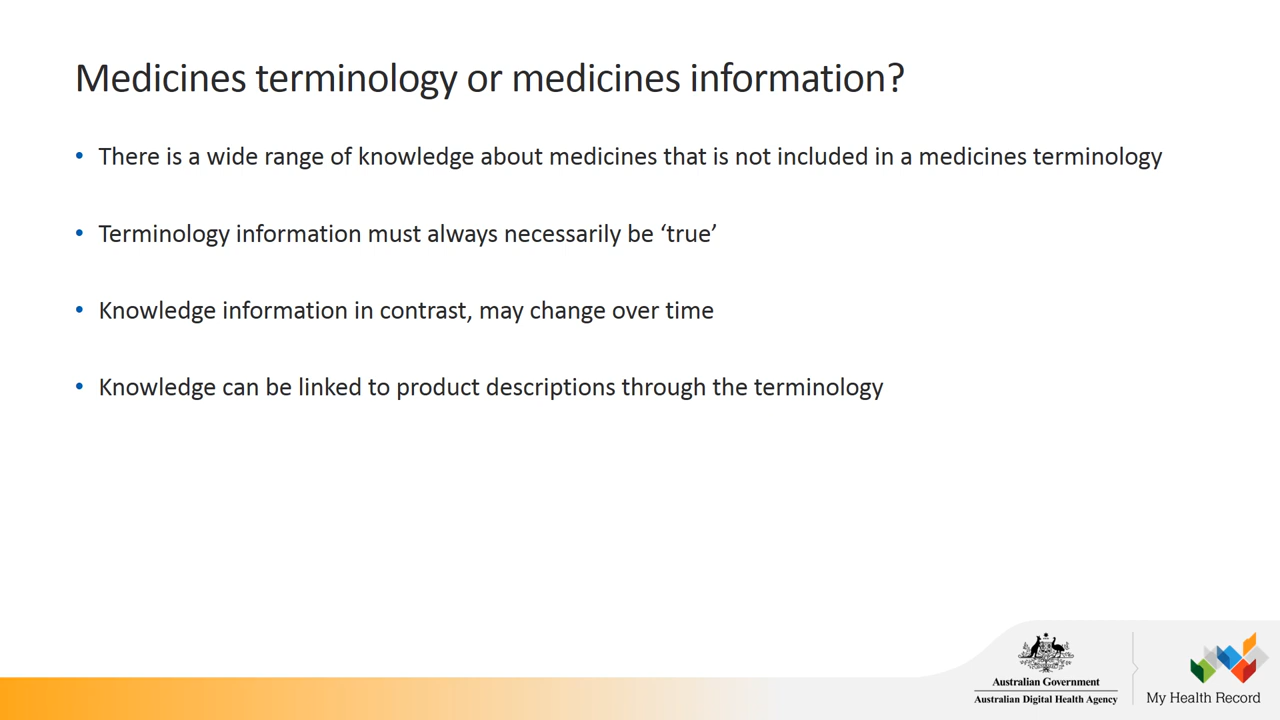 Medicines terminology or medicines information?
• There is a wide range of knowledge about medicines that is not included in a medicines terminology
• Terminology information must always necessarily be ‘true’
• Knowledge information in contrast, may change over time
• Knowledge can be linked to product descriptions through the terminology
Australian Government
Australian Digital Health Agency
My Health Record